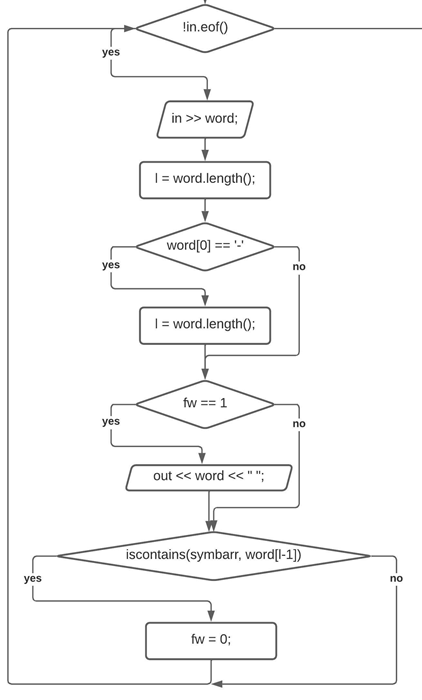 !in.eof()
yes
in >> word;
l = word.length();
word[0] == '-'
yes
no
l = word.length();
fw == 1
yes
no
out << word << " ";
iscontains(symbarr, word[l-1])
yes
no
fw = 0;